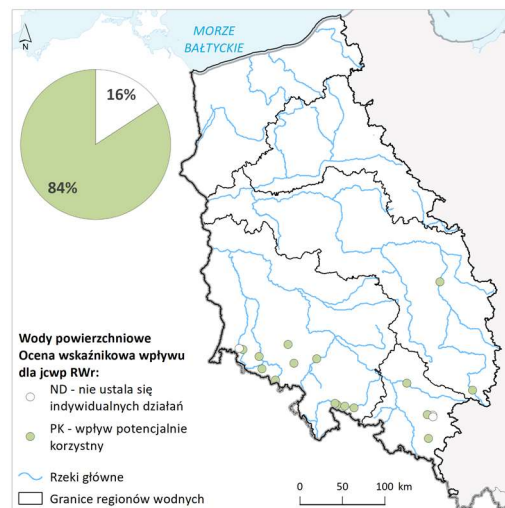 N
MORZE
BAŁTYCKIE
16%
84%
Wody powierzchniowe
Ocena wskaźnikowa wpływu
dla jcwp RWr:
ND - nie ustala się
indywidualnych działań
PK - wpływ potencjalnie
korzystny
Rzeki główne
Granice regionów wodnych
0 50 100 km